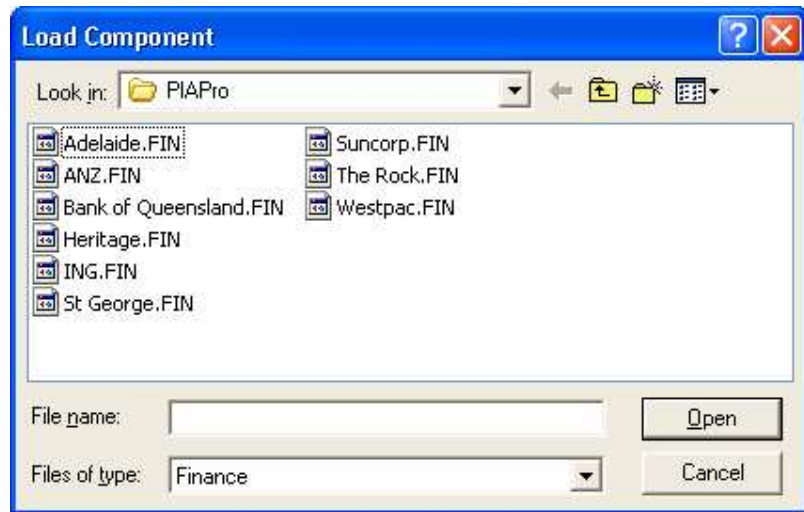 Load Component
Look in: PIAPro
Adelaide.FIN
ANZ.FIN
Bank of Queensland.FIN
Heritage.FIN
ING.FIN
St George.FIN
Suncorp.FIN
The Rock.FIN
Westpac.FIN
File name:
Open
Files of type: Finance
Cancel